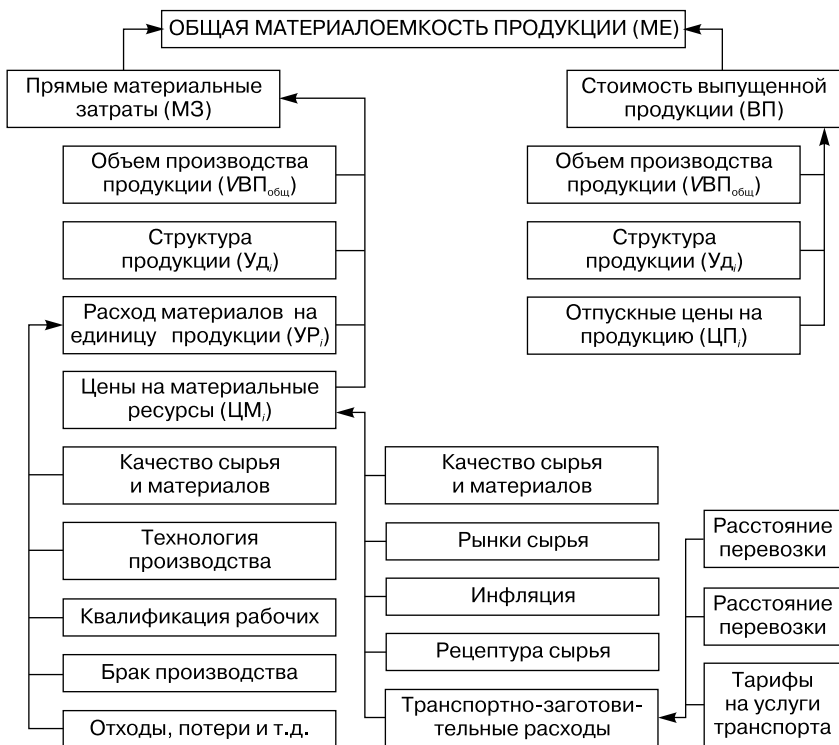 ОБЩАЯ МАТЕРИАЛОЕМКОСТЬ ПРОДУКЦИИ (МЕ)
Прямые материальные
затраты (МЗ)
Стоимость выпущенной
продукции (ВП)
Объем производства
продукции (VВПобщ)
Объем производства
продукции (VВПобщ)
Структура
продукции (Удi)
Структура
продукции (Удi)
Расход материалов на
единицу продукции (УРi)
Отпускные цены на
продукцию (ЦПi)
Цены на материальные
ресурсы (ЦМi)
Качество сырья
и материалов
Технология
производства
Квалификация рабочих
Брак производства
Отходы, потери и т.д.
Качество сырья
и материалов
Рынки сырья
Инфляция
Рецептура сырья
Транспортно-заготови-
тельные расходы
Расстояние
перевозки
Расстояние
перевозки
Тарифы
на услуги
транспорта